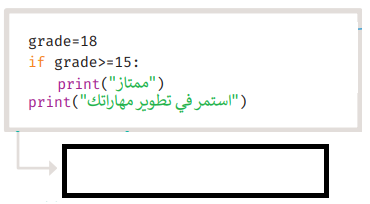 grade=18
if grade>=15:
print("ممتاز")
print("استمر في تطوير مهاراتك")